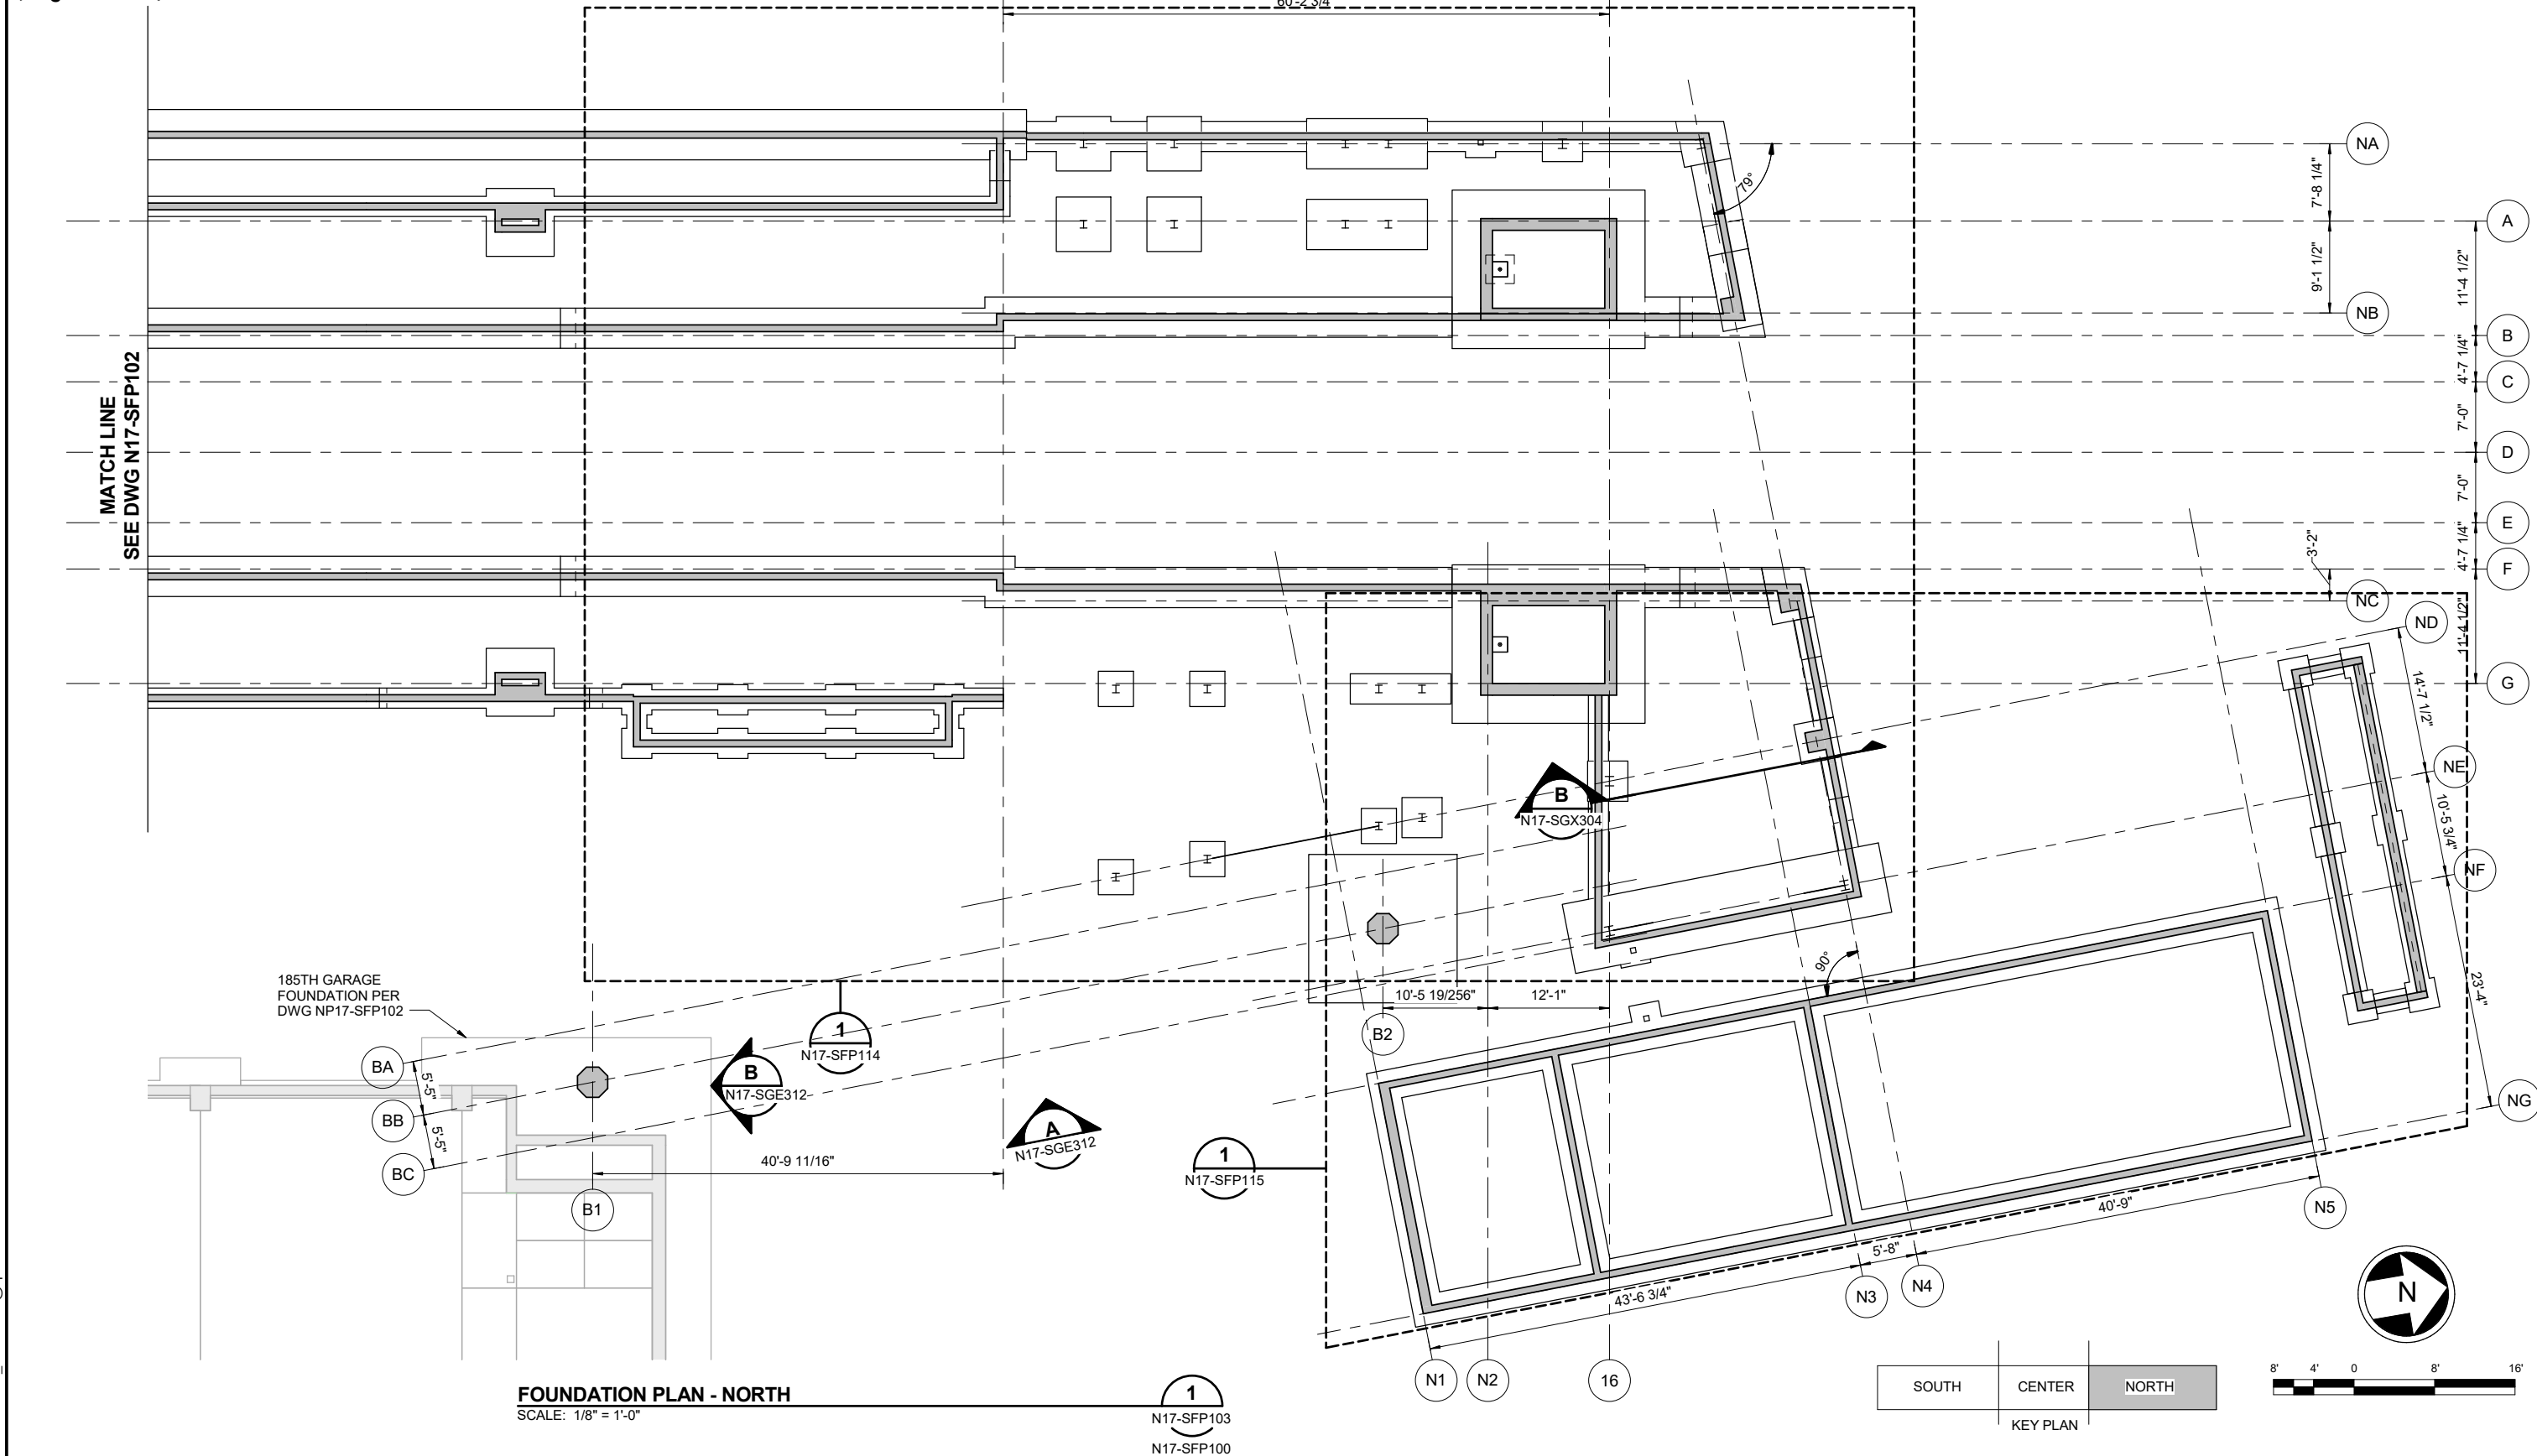 60'-2 3/4"
NA
7'-8 1/4"
79°
A
9'-1 1/2"
11'-4 1/2"
NB
B
4'-7 1/4"
C
MATCH LINE
SEE DWG N17-SFP102
7'-0"
D
7'-0"
E
4'-7 1/4"
3'-2"
F
NC
11'-4 1/2"
ND
G
14'-7 1/2"
NE
B
N17-SGX304
10'-5 3/4"
NF
90°
23'-4"
185TH GARAGE
FOUNDATION PER
DWG NP17-SFP102
10'-5 19/256"
12'-1"
B2
1
N17-SFP114
BA
5'-5"
B
N17-SGE312
BB
5'-5"
A
N17-SGE312
NG
BC
40'-9 11/16"
1
N17-SFP115
B1
40'-9"
N5
5'-8"
43'-6 3/4"
N3
N4
N
N1
N2
16
8'
4'
0
8'
16'
SOUTH
CENTER
NORTH
KEY PLAN
FOUNDATION PLAN - NORTH
SCALE: 1/8" = 1'-0"
1
N17-SFP103
N17-SFP100